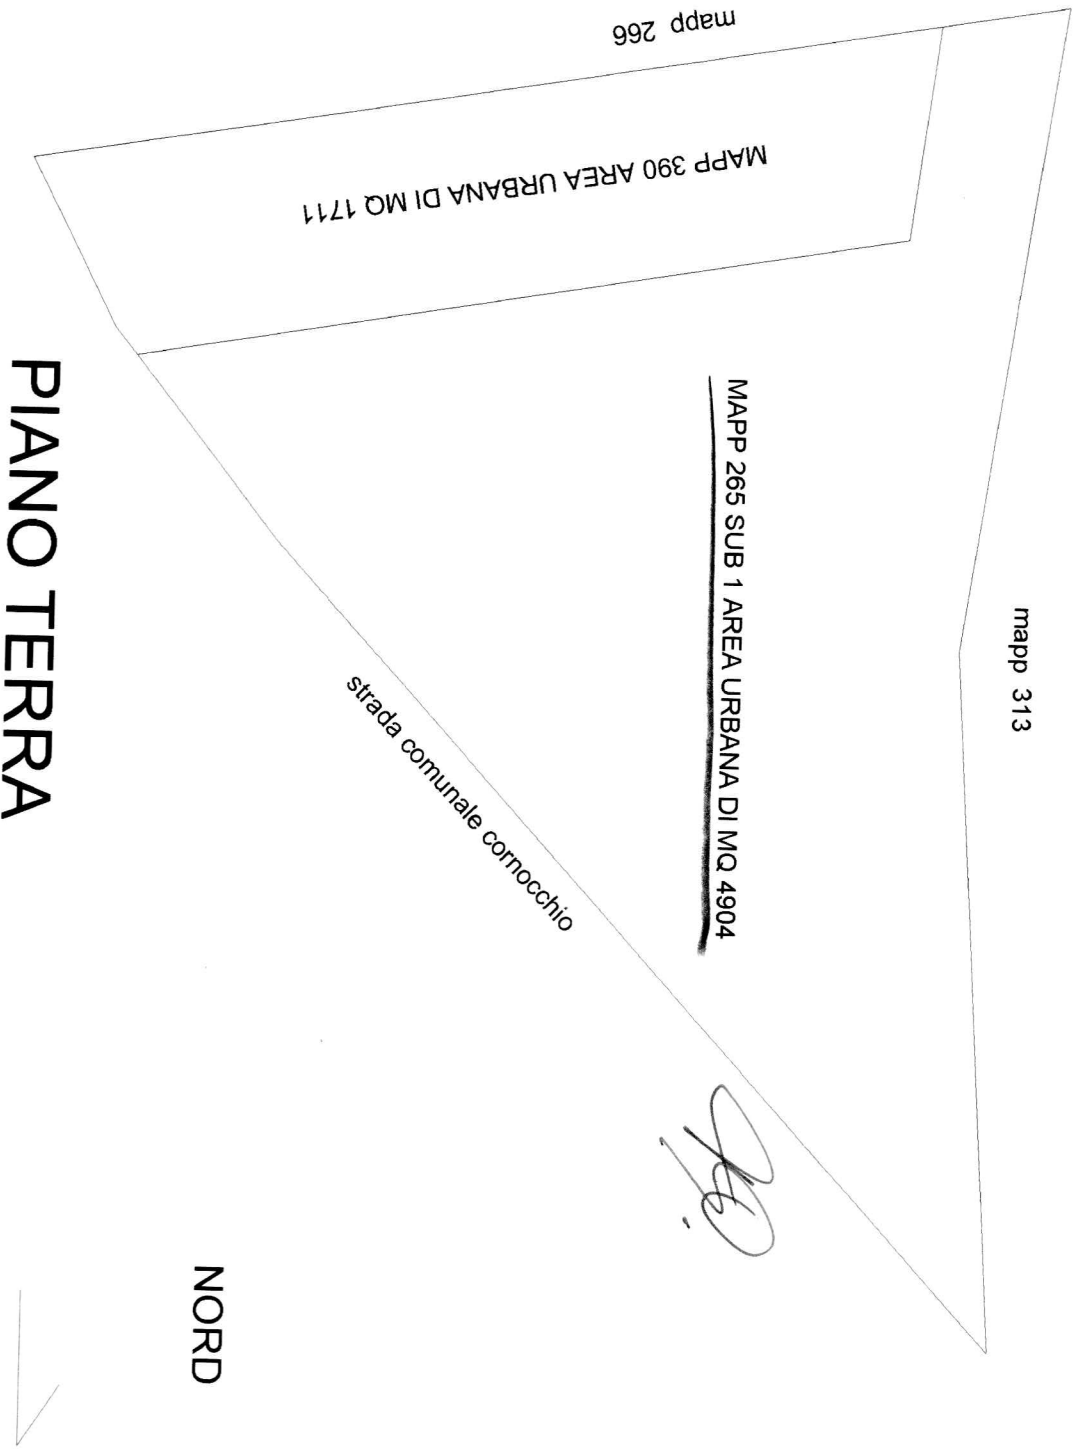 mapp 266
MAPP 390 AREA URBANA DI MQ 1711
mapp 313
MAPP 265 SUB 1 AREA URBANA DI MQ 4904
strada comunale cornocchio
PIANO TERRA
NORD